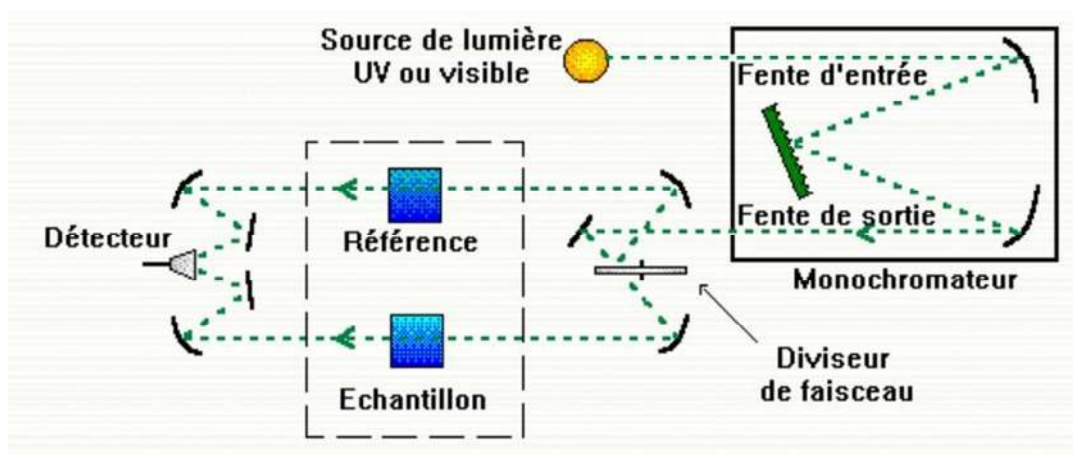 Source de lumière
UV ou visible
Fente d'entrée
Fente de sortie
Monochromateur
Détecteur
Référence
Echantillon
Diviseur
de faisceau